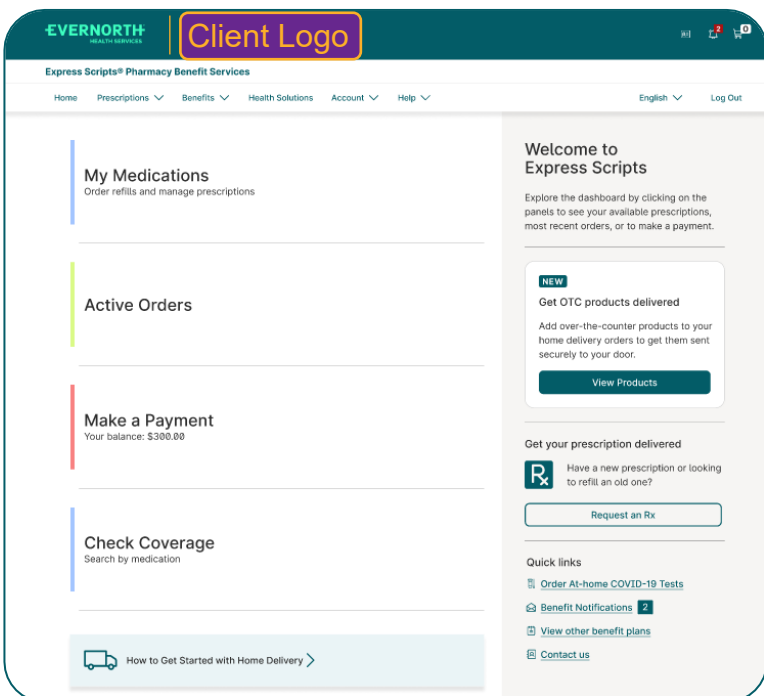 EVERNORTH
HEALTH SERVICES
Client Logo
2
0
Express Scripts® Pharmacy Benefit Services
Home Prescriptions Benefits Health Solutions Account Help English Log Out
My Medications
Order refills and manage prescriptions
Active Orders
Make a Payment
Your balance: $300.00
Check Coverage
Search by medication
How to Get Started with Home Delivery
Welcome to
Express Scripts
Explore the dashboard by clicking on the
panels to see your available prescriptions,
most recent orders, or to make a payment.
NEW
Get OTC products delivered
Add over-the-counter products to your
home delivery orders to get them sent
securely to your door.
View Products
Get your prescription delivered
Rx
Have a new prescription or looking
to refill an old one?
Request an Rx
Quick links
Order At-home COVID-19 Tests
Benefit Notifications 2
View other benefit plans
Contact us